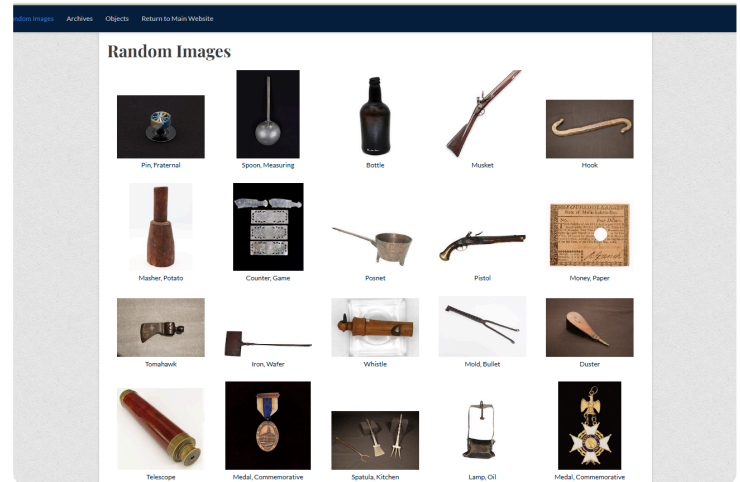 ndom Images Archives Objects Return to Main Website
Random Images
Pin, Fraternal Spoon, Measuring Bottle Musket Hook
Masher, Potato Counter, Game Posnet Pistol Money, Paper
Tomahawk Iron, Wafer Whistle Mold, Bullet Duster
Telescope Medal, Commemorative Spatula, Kitchen Lamp, Oil Medal, Commemorative